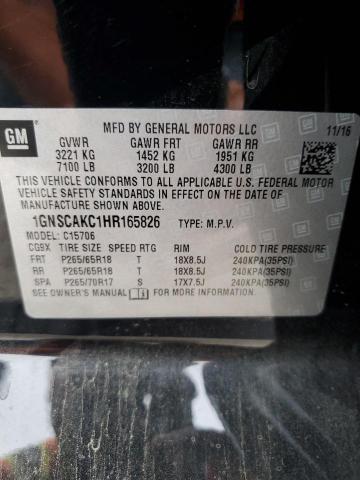 GM
MFD BY GENERAL MOTORS LLC 11/16
GVWR GAWR FRT GAWR RR
3221 KG 1452 KG 1951 KG
7100 LB 3200 LB 4300 LB
THIS VEHICLE CONFORMS TO ALL APPLICABLE U.S. FEDERAL MOTOR
VEHICLE SAFETY STANDARDS IN EFFECT ON THE DATE OF
MANUFACTURE SHOWN ABOVE.
1GNSCAKC1HR165826 TYPE: M.P.V.
MODEL: C15706
CG9X TIRE SIZE SPEED RTG RIM COLD TIRE PRESSURE
FRT P265/65R18 T 18X8.5J 240KPA(35PSI)
RR P265/65R18 T 18X8.5J 240KPA(35PSI)
SPA P265/70R17 S 17X7.5J 240KPA(35PSI)
SEE OWNER'S MANUAL FOR MORE INFORMATION.